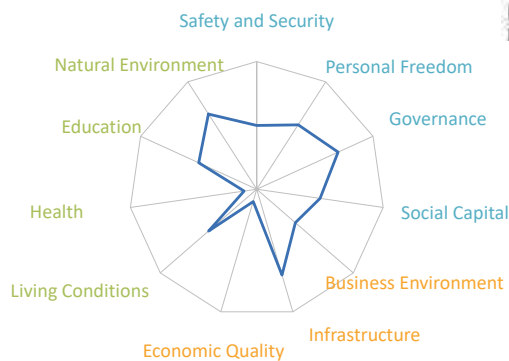 Safety and Security
Natural Environment
Personal Freedom
Education
Governance
Health
Social Capital
Living Conditions
Business Environment
Economic Quality
Infrastructure